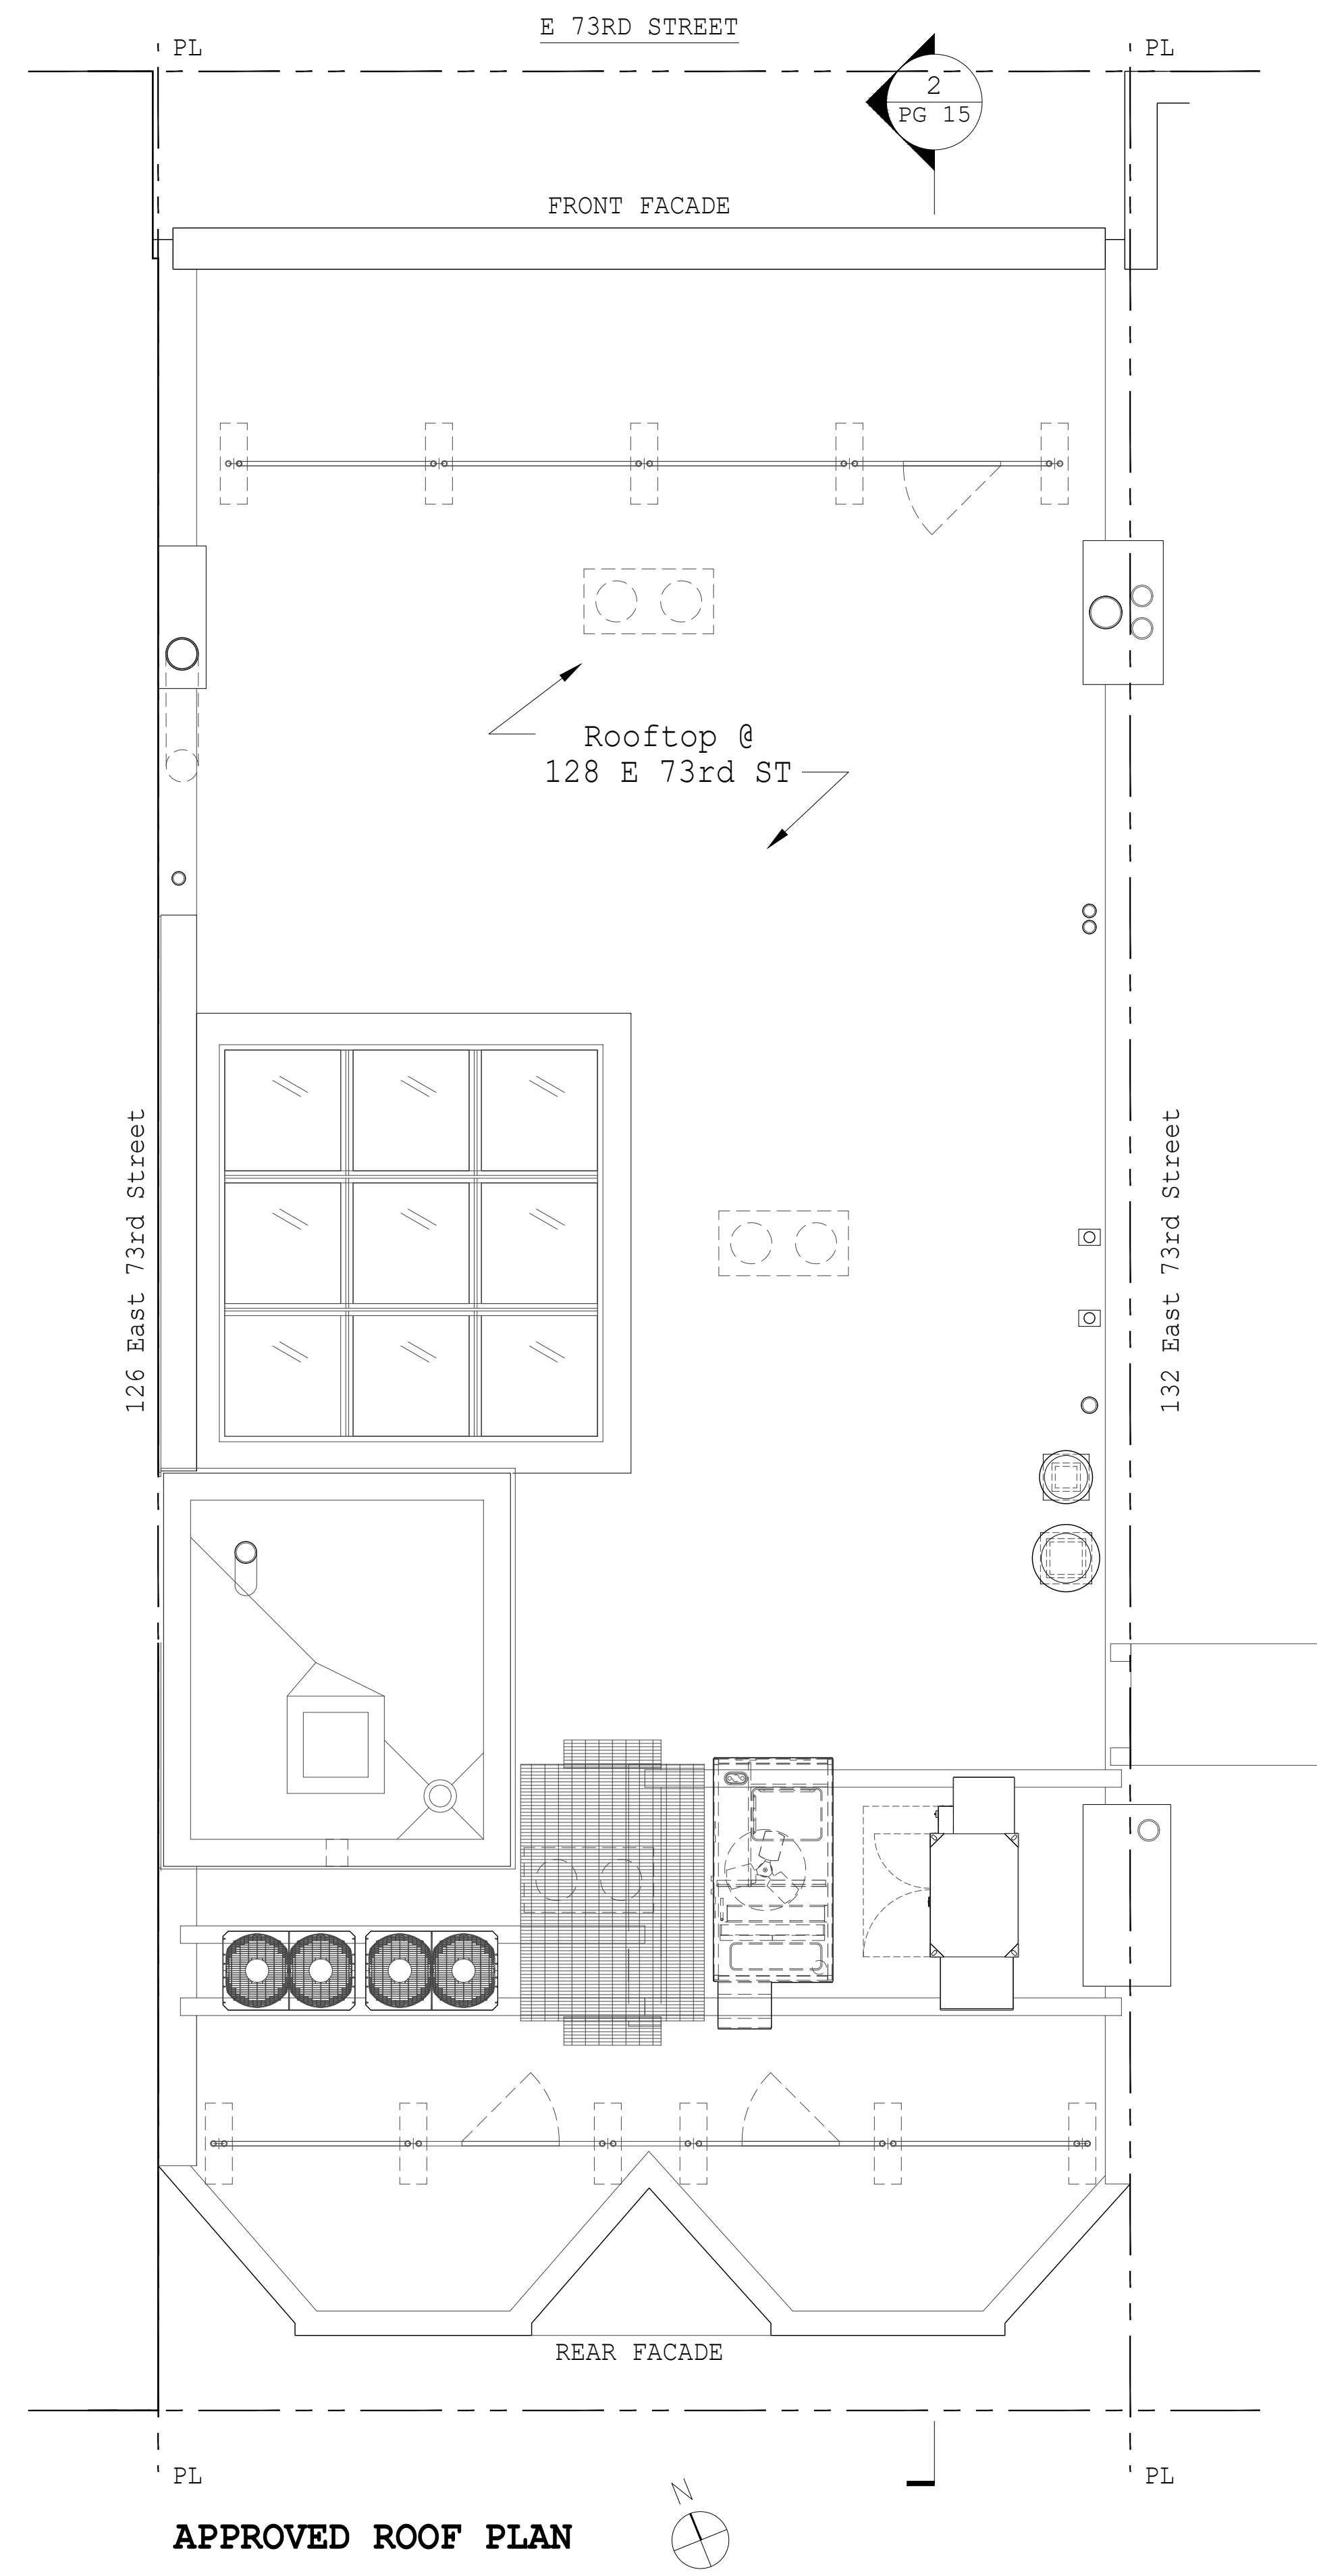 E 73RD STREET
PL
PL
2
PG 15
FRONT FACADE
Rooftop @
128 E 73rd ST
126 East 73rd Street
132 East 73rd Street
REAR FACADE
PL
PL
N
APPROVED ROOF PLAN